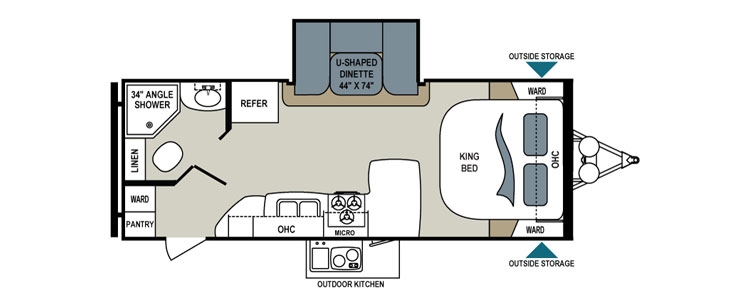 OUTSIDE STORAGE
U-SHAPED
DINETTE
44" X 74"
34" ANGLE
SHOWER
REFER
WARD
LINEN
KING
BED
OHC
WARD
PANTRY
OHC
MICRO
WARD
OUTSIDE STORAGE
OUTDOOR KITCHEN